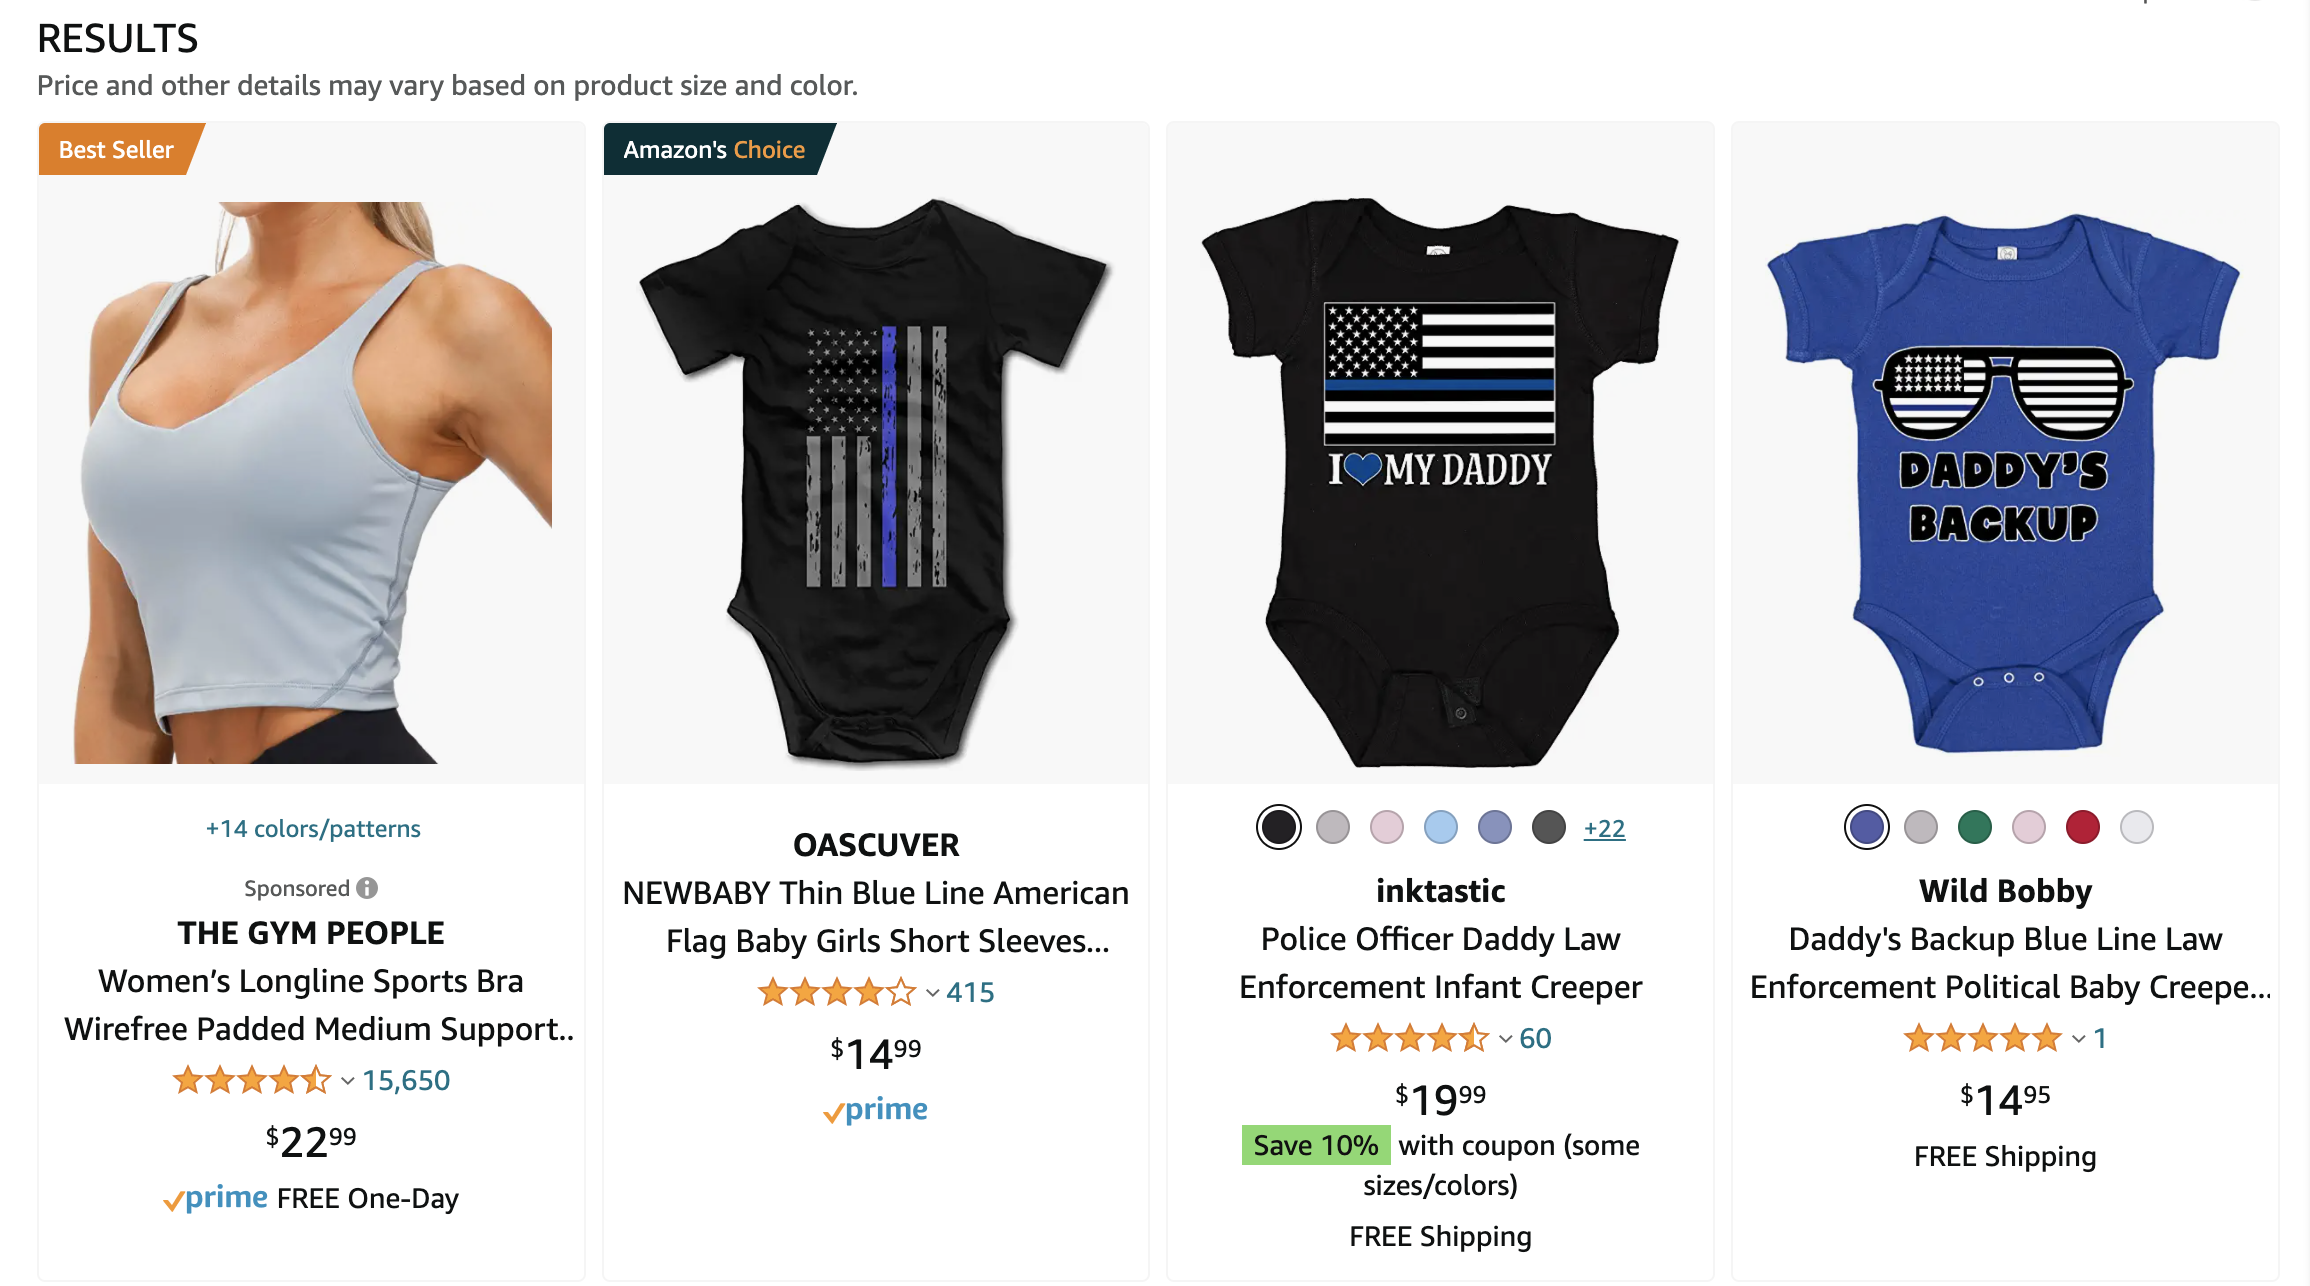 RESULTS
Price and other details may vary based on product size and color.
Best Seller
+14 colors/patterns
Sponsored
THE GYM PEOPLE
Women’s Longline Sports Bra
Wirefree Padded Medium Support..
15,650
$22.99
prime FREE One-Day
Amazon's Choice
OASCUVER
NEWBABY Thin Blue Line American
Flag Baby Girls Short Sleeves...
415
$14.99
prime
I MY DADDY
+22
inktastic
Police Officer Daddy Law
Enforcement Infant Creeper
60
$19.99
Save 10% with coupon (some
sizes/colors)
FREE Shipping
DADDY'S
BACKUP
Wild Bobby
Daddy's Backup Blue Line Law
Enforcement Political Baby Creepe...
1
$14.95
FREE Shipping